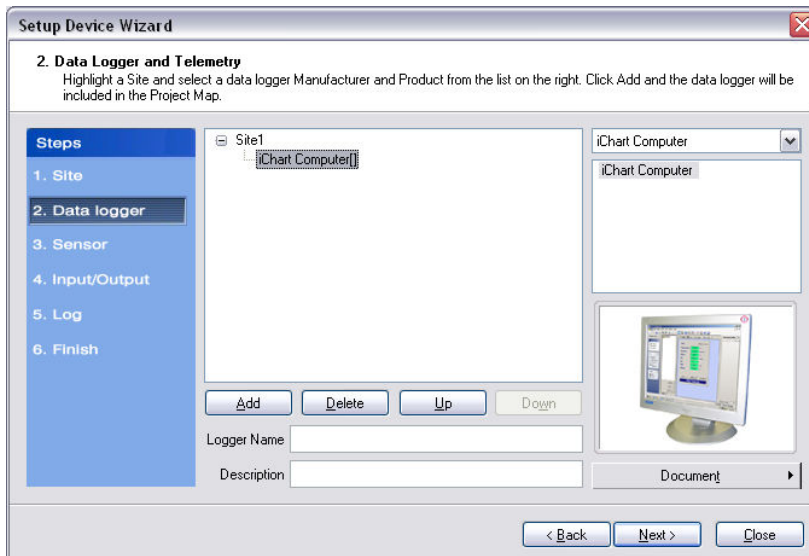 Setup Device Wizard
2. Data Logger and Telemetry
Highlight a Site and select a data logger Manufacturer and Product from the list on the right. Click Add and the data logger will be
included in the Project Map.
Steps
1. Site
2. Data logger
3. Sensor
4. Input/Output
5. Log
6. Finish
Site1
iChart Computer[]
Add
Delete
Up
Down
Logger Name
Description
iChart Computer
iChart Computer
Document
< Back
Next >
Close